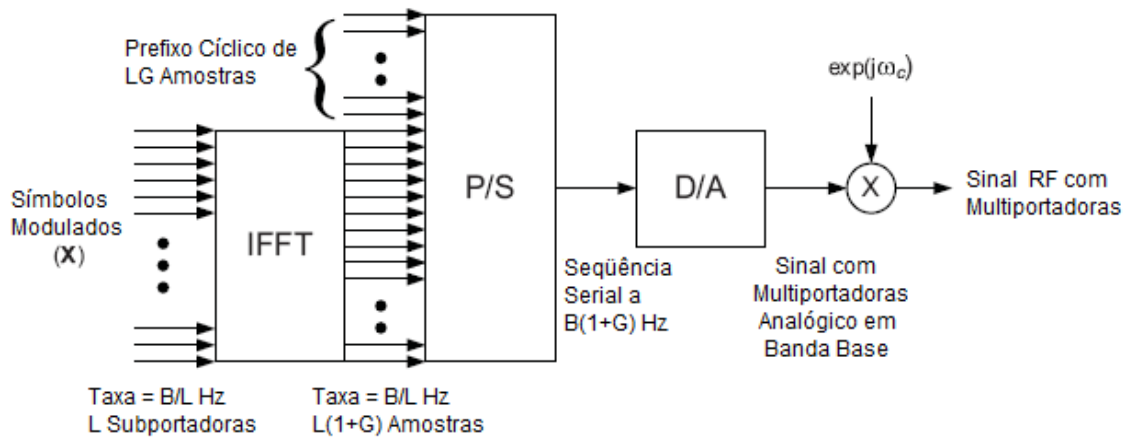 Prefixo Cíclico de
LG Amostras
exp(jωc)
Símbolos
Modulados
(X)
IFFT
P/S
D/A
X
Sinal RF com
Multiportadoras
Seqüência
Serial a
B(1+G) Hz
Sinal com
Multiportadoras
Analógico em
Banda Base
Taxa = B/L Hz
L Subportadoras
Taxa = B/L Hz
L(1+G) Amostras